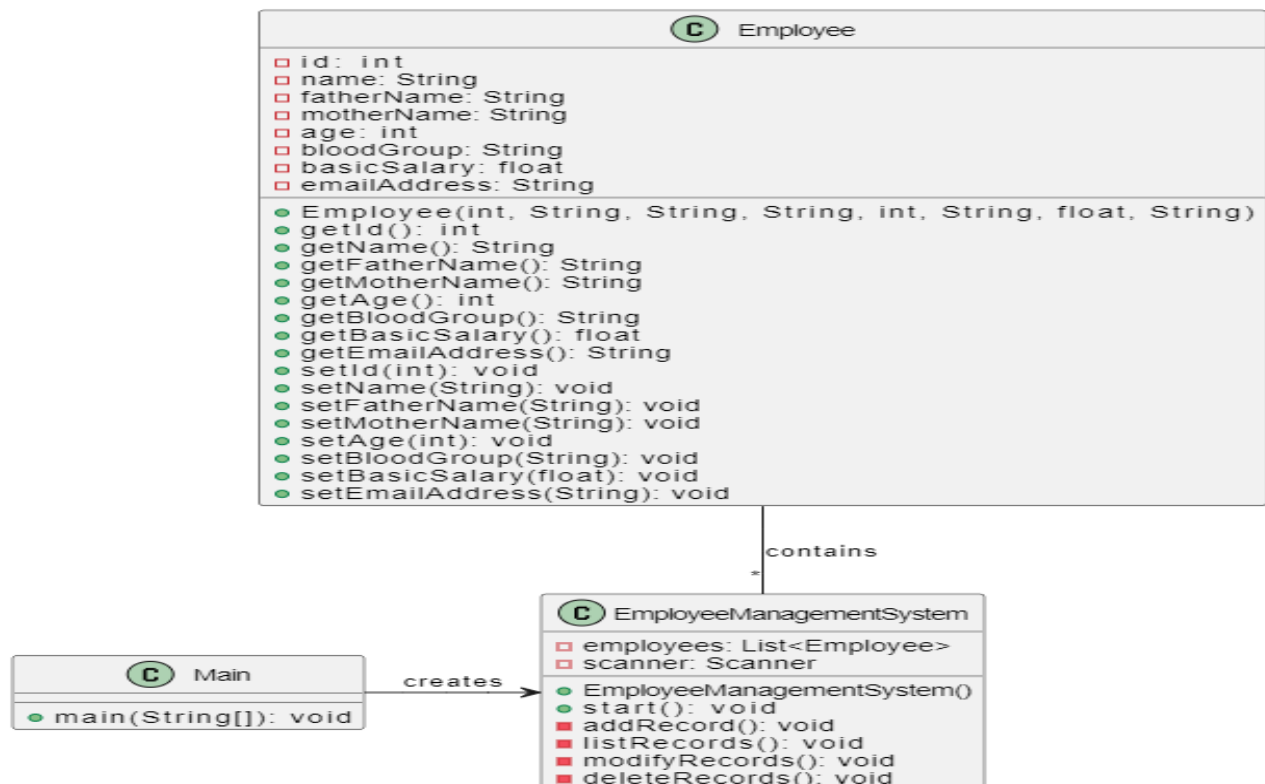 C Employee
id: int
name: String
fatherName: String
motherName: String
age: int
bloodGroup: String
basicSalary: float
emailAddress: String
Employee(int, String, String, String, int, String, float, String)
getId(): int
getName(): String
getFatherName(): String
getMotherName(): String
getAge(): int
getBloodGroup(): String
getBasicSalary(): float
getEmailAddress(): String
setId(int): void
setName(String): void
setFatherName(String): void
setMotherName(String): void
setAge(int): void
setBloodGroup(String): void
setBasicSalary(float): void
setEmailAddress(String): void
contains
*
C EmployeeManagementSystem
employees: List<Employee>
scanner: Scanner
EmployeeManagementSystem()
start(): void
addRecord(): void
listRecords(): void
modifyRecords(): void
deleteRecords(): void
C Main
main(String[]): void
creates